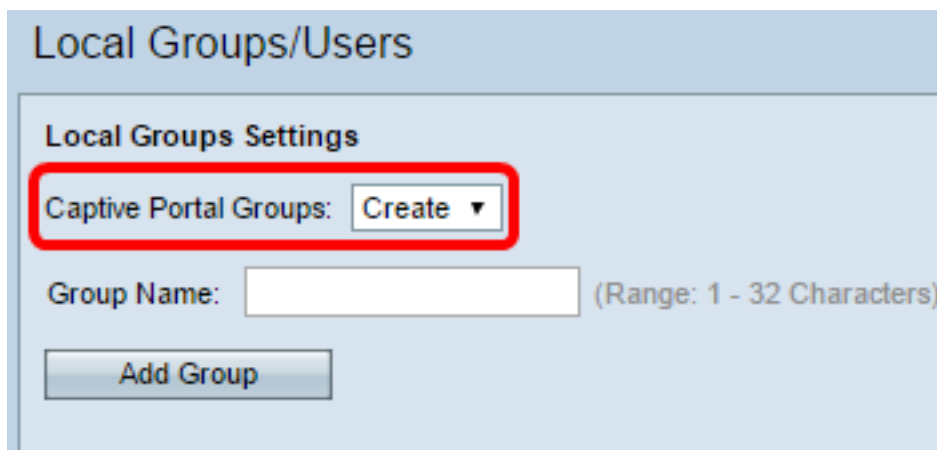 Local Groups/Users
Local Groups Settings
Captive Portal Groups: Create
Group Name: (Range: 1 - 32 Characters)
Add Group